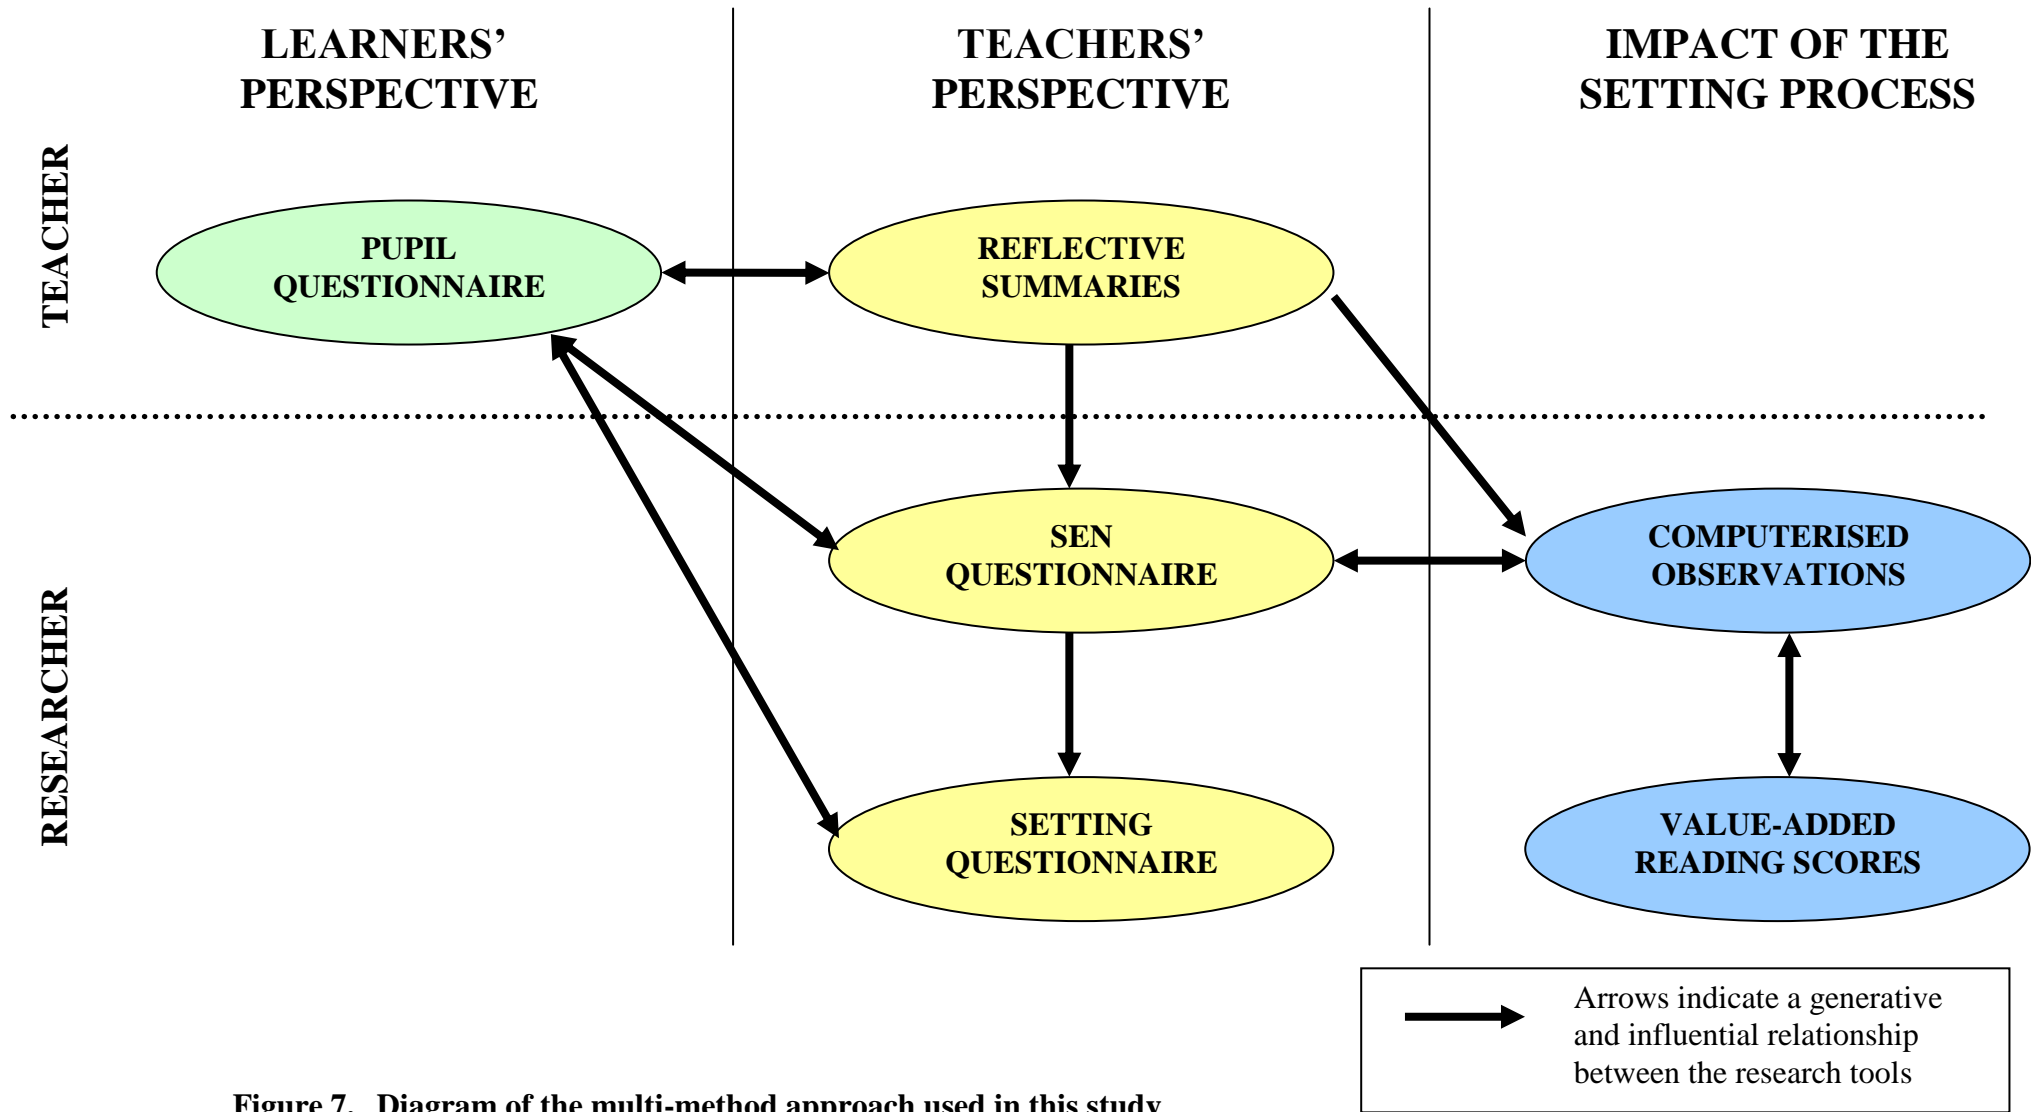 LEARNERS’
PERSPECTIVE
TEACHERS’
PERSPECTIVE
IMPACT OF THE
SETTING PROCESS
TEACHER
PUPIL
QUESTIONNAIRE
REFLECTIVE
SUMMARIES
RESEARCHER
SEN
QUESTIONNAIRE
COMPUTERISED
OBSERVATIONS
SETTING
QUESTIONNAIRE
VALUE-ADDED
READING SCORES
Arrows indicate a generative
and influential relationship
between the research tools
Figure 7. Diagram of the multi-method approach used in this study